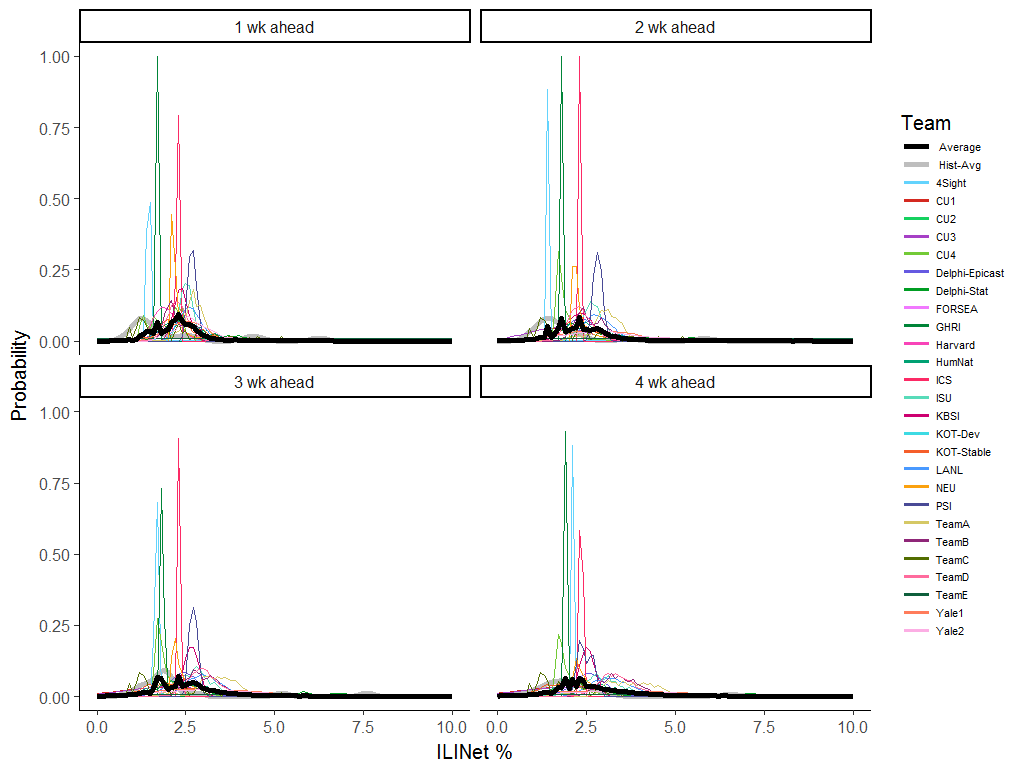 1 wk ahead
2 wk ahead
1.00
0.75
0.50
0.25
0.00
3 wk ahead
4 wk ahead
1.00
0.75
0.50
0.25
0.00
0.0
2.5
5.0
7.5
10.0
0.0
2.5
5.0
7.5
10.0
Probability
ILINet %
Team
Average
Hist-Avg
4Sight
CU1
CU2
CU3
CU4
Delphi-Epicast
Delphi-Stat
FORSEA
GHRI
Harvard
HumNat
ICS
ISU
KBSI
KOT-Dev
KOT-Stable
LANL
NEU
PSI
TeamA
TeamB
TeamC
TeamD
TeamE
Yale1
Yale2